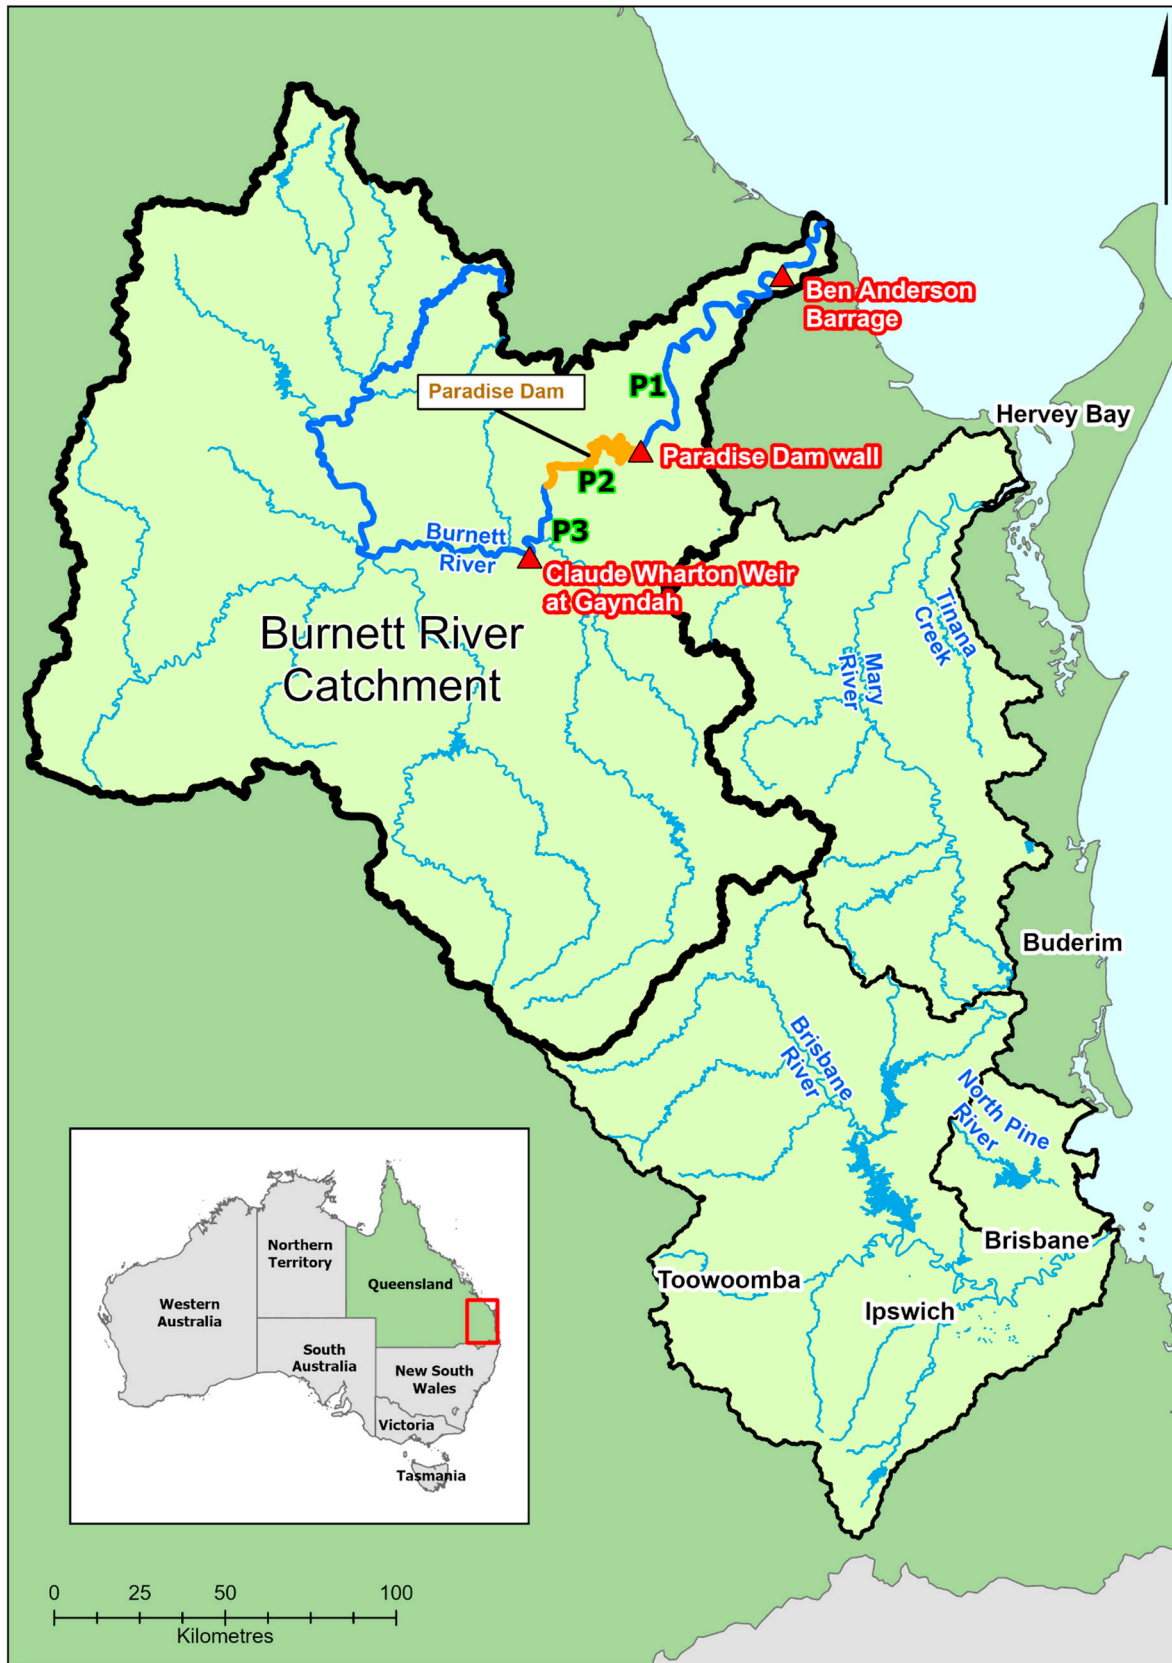 Ben Anderson
Barrage
P1
Paradise Dam
Hervey Bay
Paradise Dam wall
P2
P3
Burnett
River
Claude Wharton Weir
at Gayndah
Tinana
Creek
Mary
River
Burnett River
Catchment
Buderim
Brisbane
River
North Pine
River
Northern
Territory
Queensland
Western
Australia
South
Australia
New South
Wales
Victoria
Tasmania
Brisbane
Toowoomba
Ipswich
0 25 50 100
Kilometres